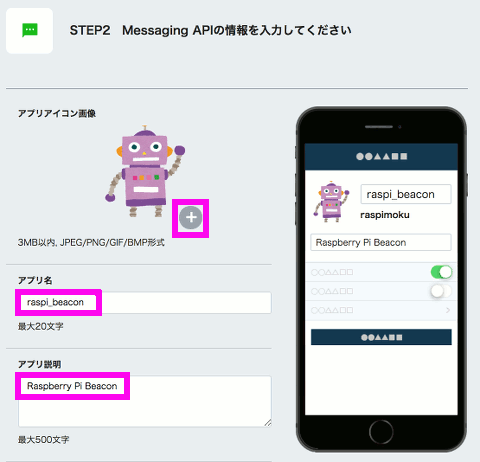 STEP2 Messaging APIの情報を入力してください
アプリアイコン画像
3MB以内, JPEG/PNG/GIF/BMP形式
アプリ名
raspi_beacon
最大20文字
アプリ説明
Raspberry Pi Beacon
最大500文字
○○△△□□
raspi_beacon
raspimoku
Raspberry Pi Beacon
○○△△□□
○○△△□□
○○△△□□
○○△△□□